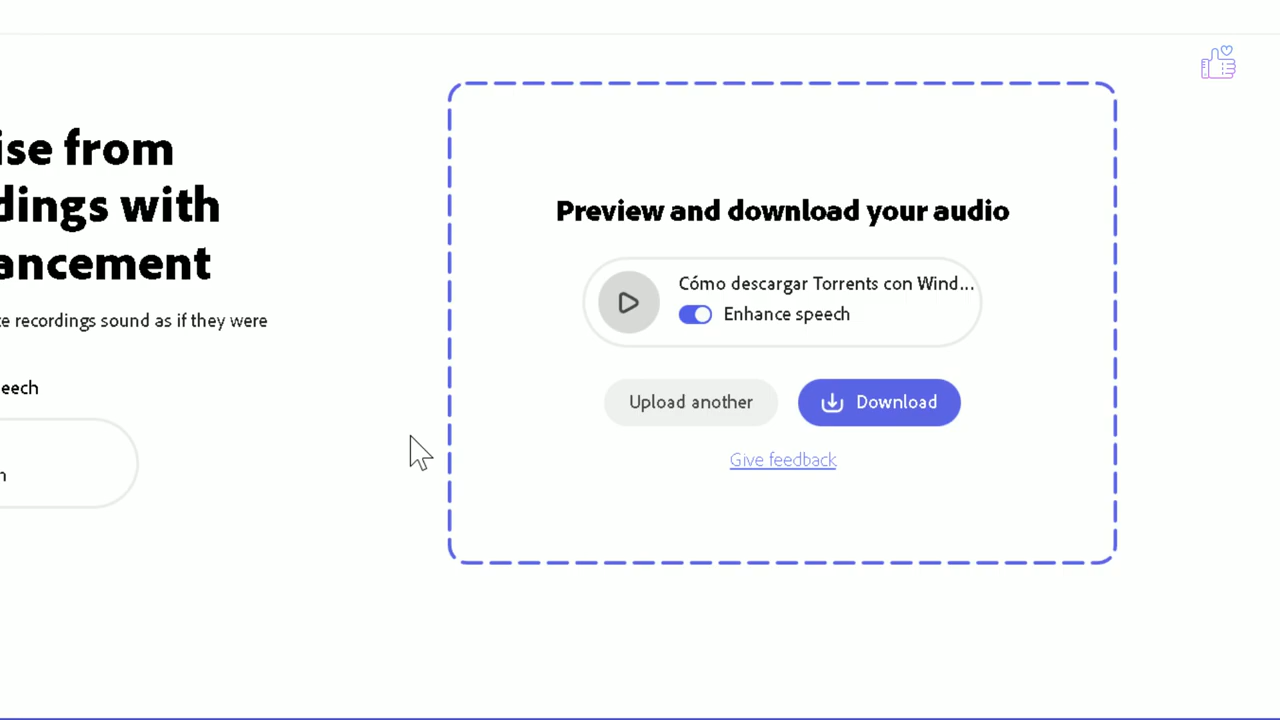 ise from
dings with
ancement
e recordings sound as if they were
eech
n
Preview and download your audio
Cómo descargar Torrents con Wind...
Enhance speech
Upload another
Download
Give feedback